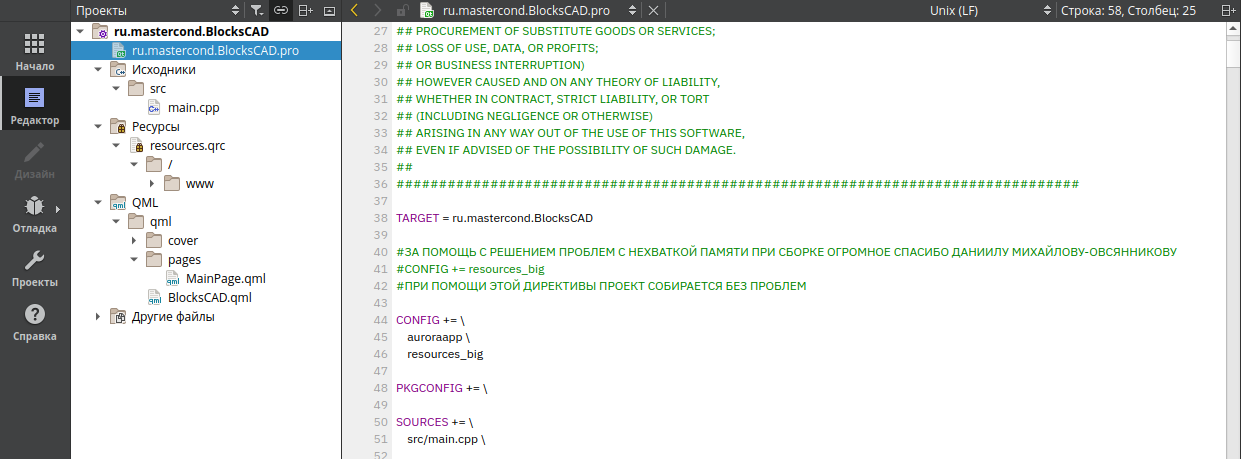 Проекты
ru.mastercond.BlocksCAD.pro
Unix (LF)
Строка: 58, Столбец: 25
Начало
Редактор
Дизайн
Отладка
Проекты
Справка
ru.mastercond.BlocksCAD
ru.mastercond.BlocksCAD.pro
Исходники
src
main.cpp
Ресурсы
resources.qrc
/
www
QML
qml
cover
pages
MainPage.qml
BlocksCAD.qml
Другие файлы
27 ## PROCUREMENT OF SUBSTITUTE GOODS OR SERVICES;
28 ## LOSS OF USE, DATA, OR PROFITS;
29 ## OR BUSINESS INTERRUPTION)
30 ## HOWEVER CAUSED AND ON ANY THEORY OF LIABILITY,
31 ## WHETHER IN CONTRACT, STRICT LIABILITY, OR TORT
32 ## (INCLUDING NEGLIGENCE OR OTHERWISE)
33 ## ARISING IN ANY WAY OUT OF THE USE OF THIS SOFTWARE,
34 ## EVEN IF ADVISED OF THE POSSIBILITY OF SUCH DAMAGE.
35 ##
36 ################################################################################
37
38 TARGET = ru.mastercond.BlocksCAD
39
40 #ЗА ПОМОЩЬ С РЕШЕНИЕМ ПРОБЛЕМ С НЕХВАТКОЙ ПАМЯТИ ПРИ СБОРКЕ ОГРОМНОЕ СПАСИБО ДАНИИЛУ МИХАЙЛОВУ-ОВСЯННИКОВУ
41 #CONFIG += resources_big
42 #ПРИ ПОМОЩИ ЭТОЙ ДИРЕКТИВЫ ПРОЕКТ СОБИРАЕТСЯ БЕЗ ПРОБЛЕМ
43
44 CONFIG += \
45 auroraapp \
46 resources_big
47
48 PKGCONFIG += \
49
50 SOURCES += \
51 src/main.cpp \
52